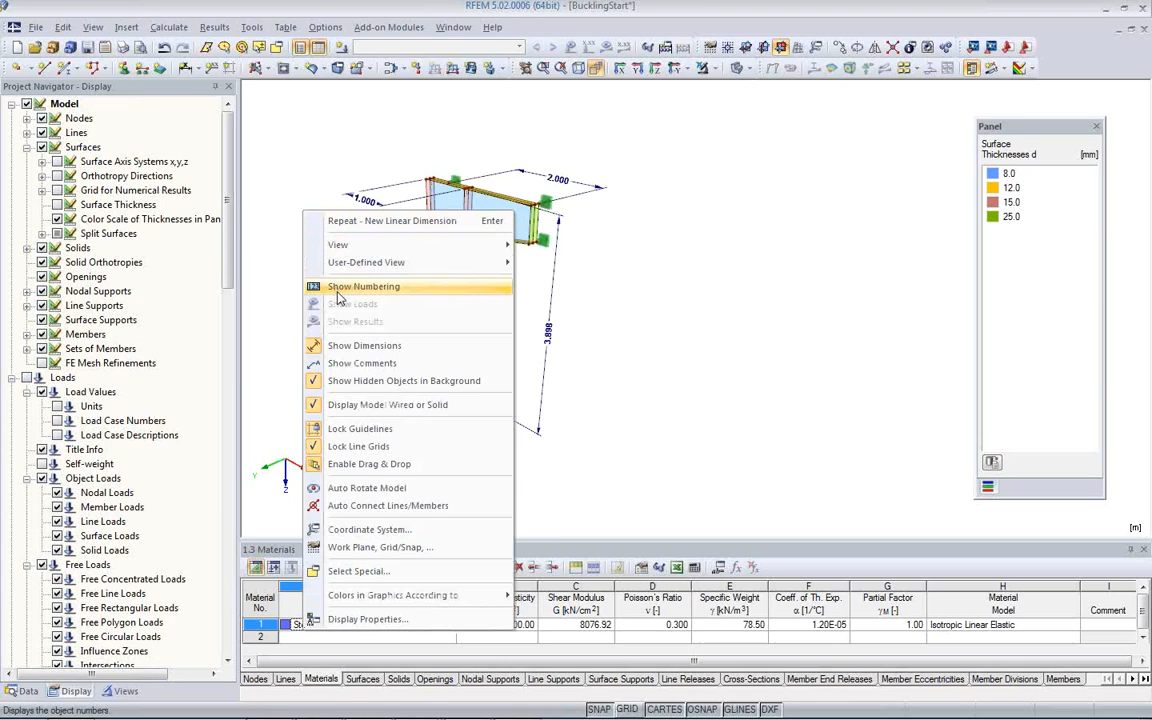 RFEM 5.02.0006 (64bit) - [BucklingStart*]
File Edit View Insert Calculate Results Tools Table Options Add-on Modules Window Help
Project Navigator - Display
Model
Nodes
Lines
Surfaces
Surface Axis Systems x,y,z
Orthotropy Directions
Grid for Numerical Results
Surface Thickness
Color Scale of Thicknesses in Pan
Split Surfaces
Solids
Solid Orthotropies
Openings
Nodal Supports
Line Supports
Surface Supports
Members
Sets of Members
FE Mesh Refinements
Loads
Load Values
Units
Load Case Numbers
Load Case Descriptions
Title Info
Self-weight
Object Loads
Nodal Loads
Member Loads
Line Loads
Surface Loads
Solid Loads
Free Loads
Free Concentrated Loads
Free Line Loads
Free Rectangular Loads
Free Polygon Loads
Free Circular Loads
Influence Zones
Intersections
Data Display Views
2.000
1.000
3.898
Y
Z
Repeat - New Linear Dimension Enter
View
User-Defined View
Show Numbering
Show Loads
Show Results
Show Dimensions
Show Comments
Show Hidden Objects in Background
Display Model Wired or Solid
Lock Guidelines
Lock Line Grids
Enable Drag & Drop
Auto Rotate Model
Auto Connect Lines/Members
Coordinate System...
Work Plane, Grid/Snap, ...
Select Special...
Colors in Graphics According to
Display Properties...
Panel
Surface
Thicknesses d [mm]
8.0
12.0
15.0
25.0
[m]
1.3 Materials
C D E F G H I
Material No. Shear Modulus G [kN/cm2] Poisson's Ratio ν [-] Specific Weight γ [kN/m3] Coeff. of Th. Exp. α [1/°C] Partial Factor γM [-] Material Model Comment
1 8076.92 0.300 78.50 1.20E-05 1.00 Isotropic Linear Elastic
2
Nodes Lines Materials Surfaces Solids Openings Nodal Supports Line Supports Surface Supports Line Releases Cross-Sections Member End Releases Member Eccentricities Member Divisions Members
Displays the object numbers.
SNAP GRID CARTES OSNAP GLINES DXF